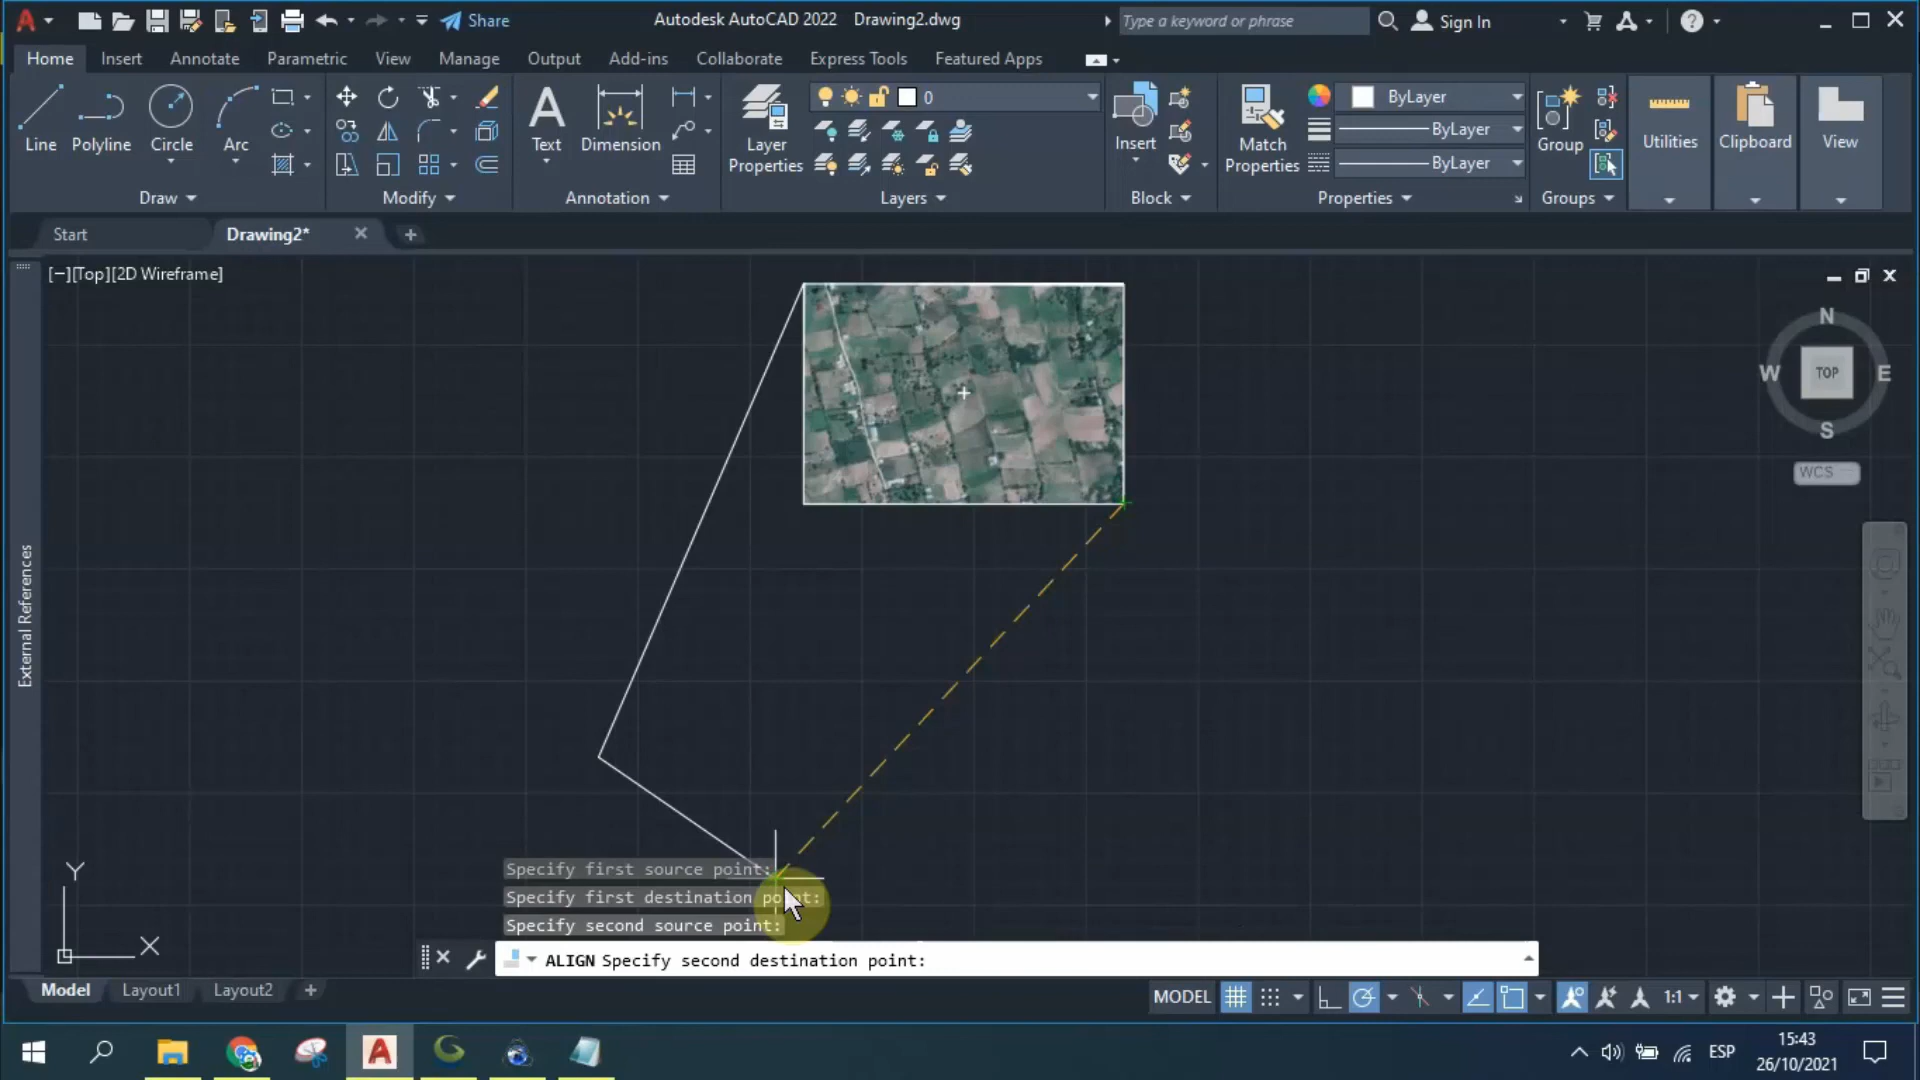 Share
Autodesk AutoCAD 2022 Drawing2.dwg
Type a keyword or phrase
Sign In
Home Insert Annotate Parametric View Manage Output Add-ins Collaborate Express Tools Featured Apps
0
ByLayer
ByLayer
ByLayer
Line Polyline Circle Arc
Text Dimension
Layer
Properties
Insert
Match
Properties
Group
Utilities
Clipboard
View
Draw Modify Annotation Layers Block Properties Groups
Start Drawing2*
[−][Top][2D Wireframe]
N
W TOP E
S
WCS
External References
Y
X
Specify first source point:
Specify first destination point:
Specify second source point:
ALIGN Specify second destination point:
Model Layout1 Layout2
MODEL 1:1
ESP
15:43
26/10/2021